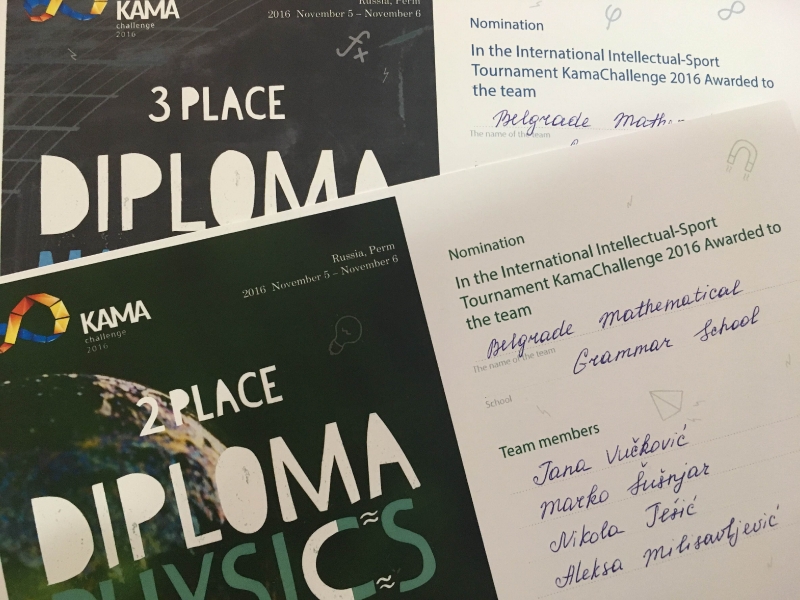 KAMA
challenge
2016
Russia, Perm
2016 November 5 – November 6
3 PLACE
DIPLOMA
Nomination
In the International Intellectual-Sport
Tournament KamaChallenge 2016 Awarded to
the team
Belgrade
The name of the team
KAMA
challenge
2016
Russia, Perm
2016 November 5 – November 6
2 PLACE
DIPLOMA
PHYSICS
Nomination
In the International Intellectual-Sport
Tournament KamaChallenge 2016 Awarded to
the team
Belgrade Mathematical
The name of the team
Grammar School
School
Team members
Jana Vučković
Marko Šušnjar
Nikola Tešić
Aleksa Milisavljević